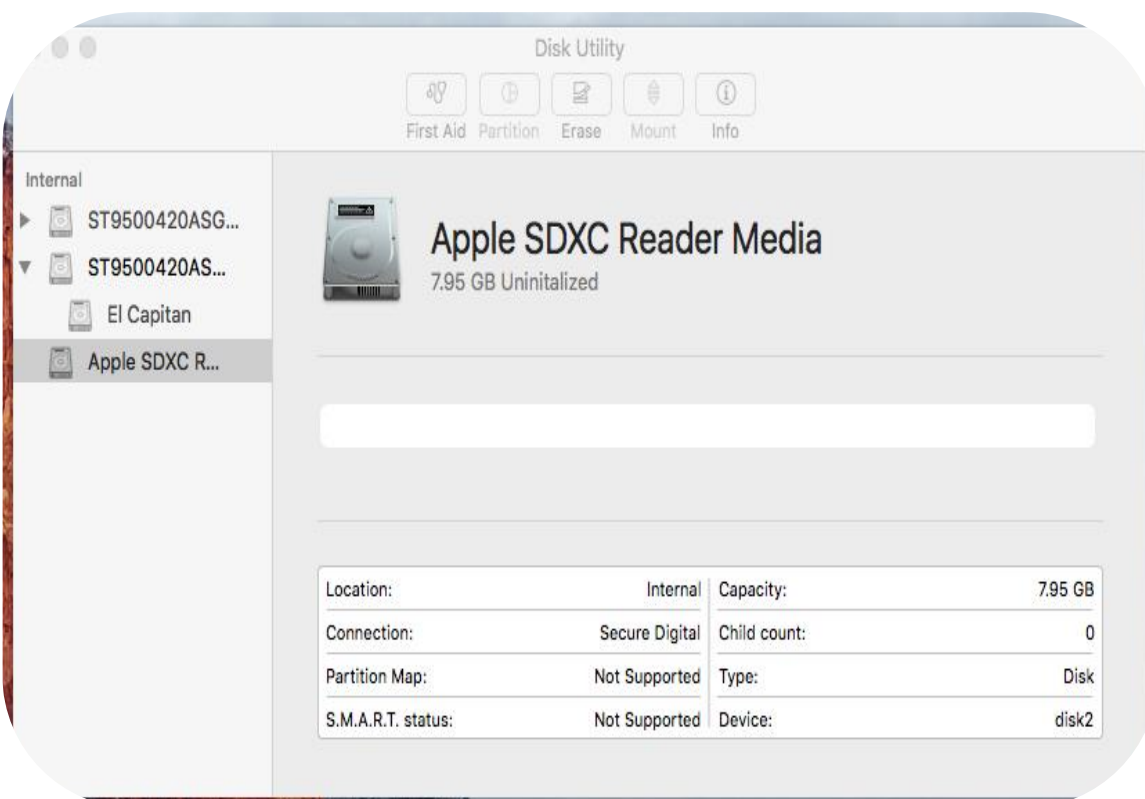 Disk Utility
First Aid Partition Erase Mount Info
Internal
ST9500420ASG...
ST9500420AS...
El Capitan
Apple SDXC R...
Apple SDXC Reader Media
7.95 GB Uninitalized
Location: Internal Capacity: 7.95 GB
Connection: Secure Digital Child count: 0
Partition Map: Not Supported Type: Disk
S.M.A.R.T. status: Not Supported Device: disk2